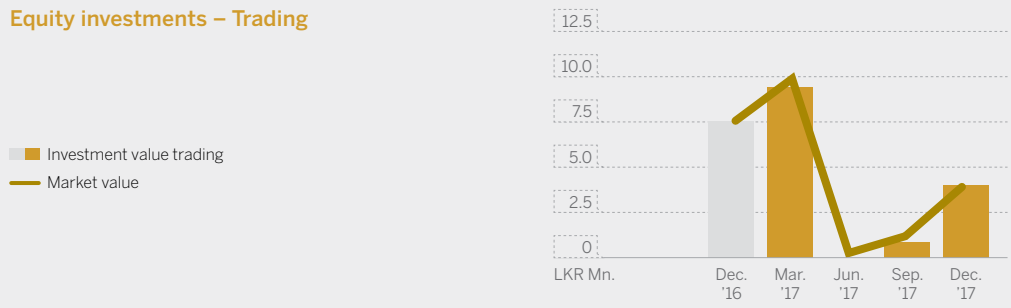 Equity investments – Trading
Investment value trading
Market value
12.5
10.0
7.5
5.0
2.5
0
LKR Mn.
Dec. '16
Mar. '17
Jun. '17
Sep. '17
Dec. '17